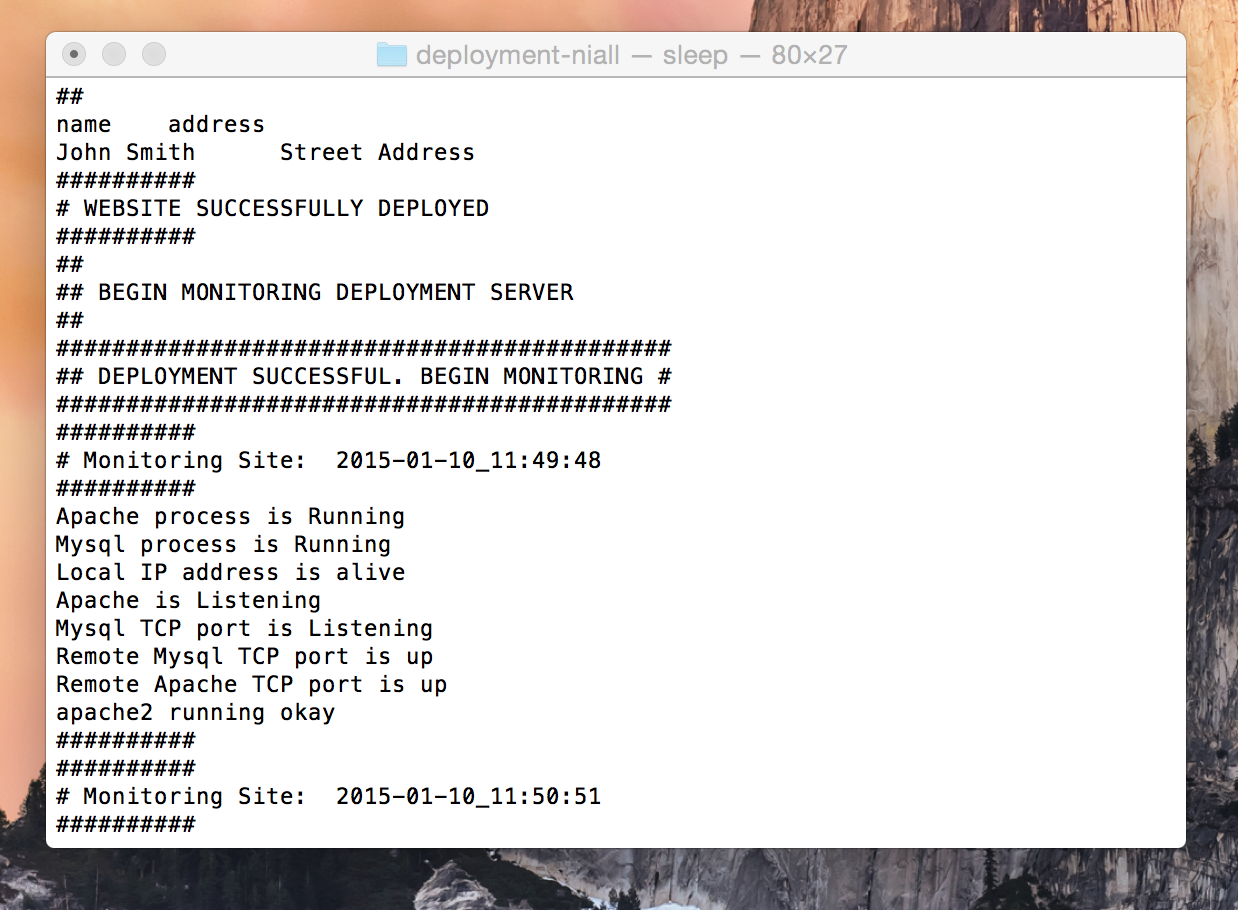 deployment-niall — sleep — 80×27
##
name    address
John Smith      Street Address
##########
# WEBSITE SUCCESSFULLY DEPLOYED
##########
##
## BEGIN MONITORING DEPLOYMENT SERVER
##
############################################
## DEPLOYMENT SUCCESSFUL. BEGIN MONITORING #
############################################
##########
# Monitoring Site:  2015-01-10_11:49:48
##########
Apache process is Running
Mysql process is Running
Local IP address is alive
Apache is Listening
Mysql TCP port is Listening
Remote Mysql TCP port is up
Remote Apache TCP port is up
apache2 running okay
##########
##########
# Monitoring Site:  2015-01-10_11:50:51
##########